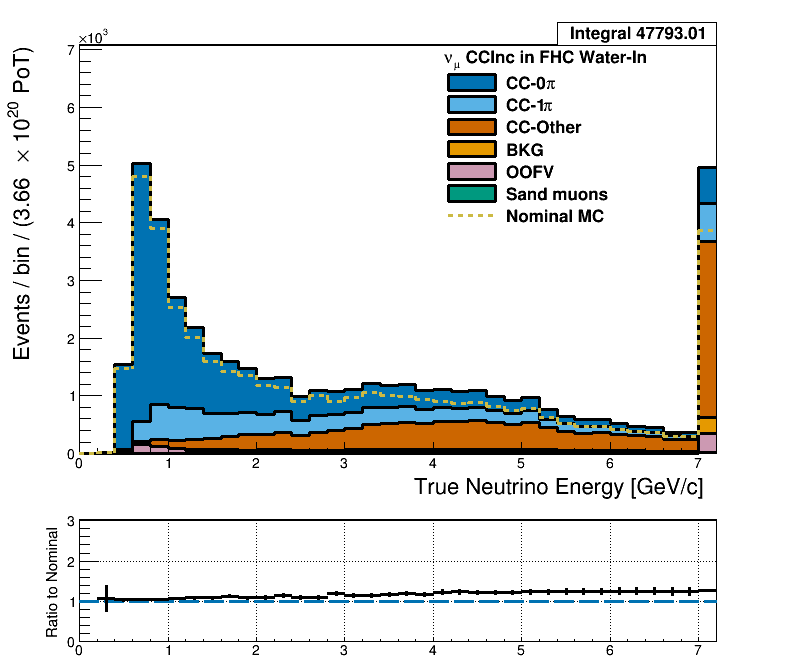 Integral 47793.01
×10³
ν_μ CCInc in FHC Water-In
CC-0π
CC-1π
CC-Other
BKG
OOFV
Sand muons
Nominal MC
Events / bin / (3.66 × 10²⁰ PoT)
7
6
5
4
3
2
1
0
0 1 2 3 4 5 6 7
True Neutrino Energy [GeV/c]
Ratio to Nominal
3
2
1
0
0 1 2 3 4 5 6 7